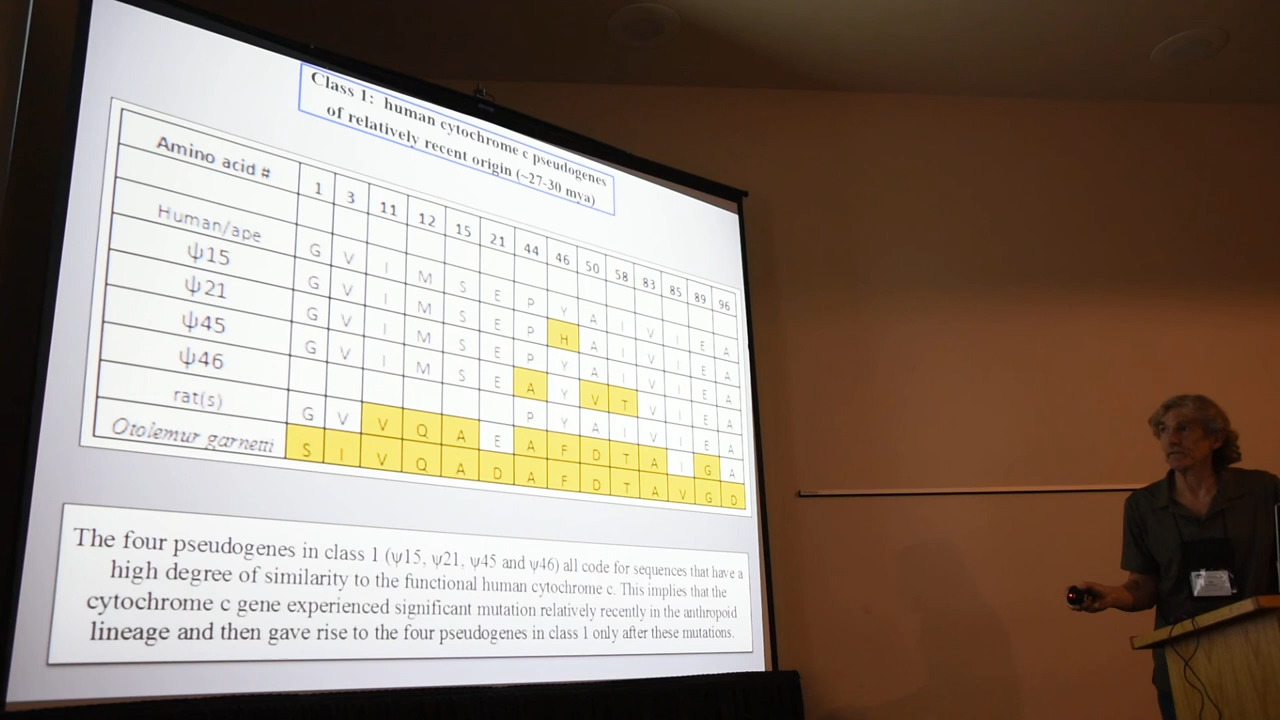 Class 1: human cytochrome c pseudogenes
of relatively recent origin (~27-30 mya)
Amino acid # 1 3 11 12 15 21 44 46 50 58 83 85 89 96
Human/ape G V I M S E P Y A I V I E A
ψ15 G V I M S E P H A I V I E A
ψ21 G V I M S E P Y A I V I E A
ψ45 G V I M S E A Y V T V I E A
ψ46 P Y A I V I E A
rat(s) G V V Q A E A F D T A I G A
Otolemur garnetti S I V Q A D A F D T A V G D
The four pseudogenes in class 1 (ψ15, ψ21, ψ45 and ψ46) all code for sequences that have a
high degree of similarity to the functional human cytochrome c. This implies that the
cytochrome c gene experienced significant mutation relatively recently in the anthropoid
lineage and then gave rise to the four pseudogenes in class 1 only after these mutations.